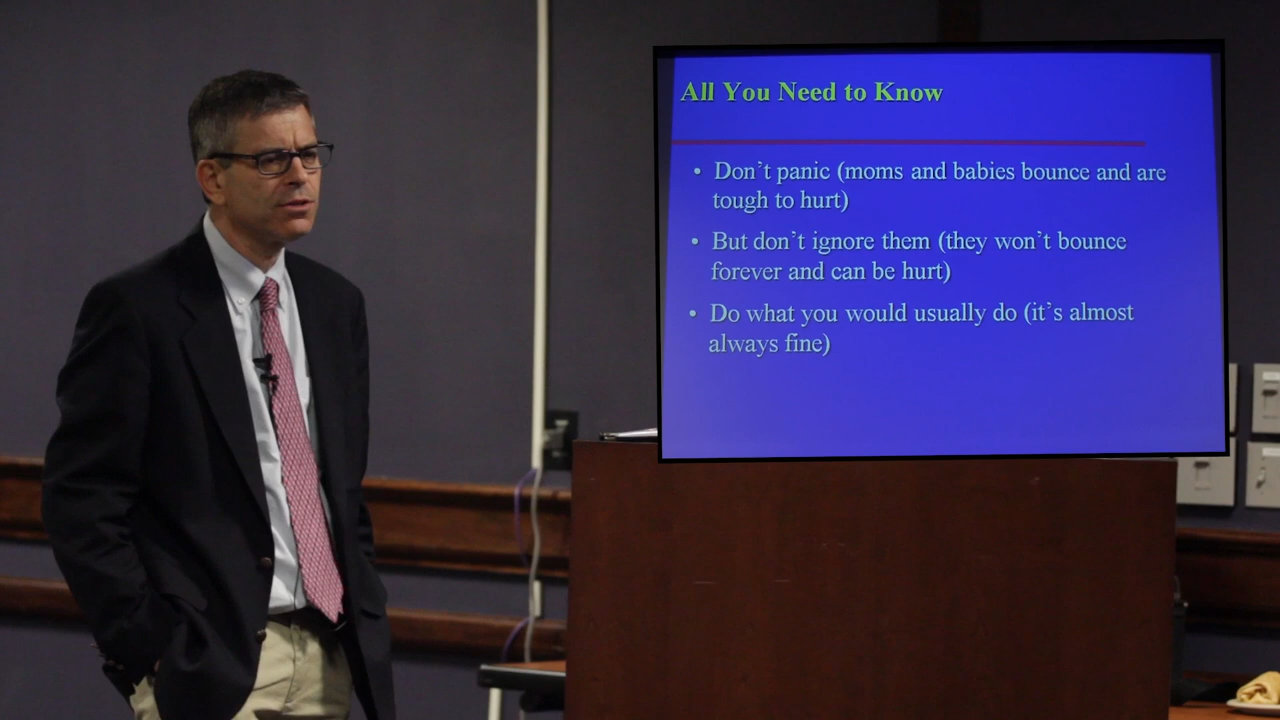 All You Need to Know
• Don't panic (moms and babies bounce and are
tough to hurt)
• But don't ignore them (they won't bounce
forever and can be hurt)
• Do what you would usually do (it's almost
always fine)